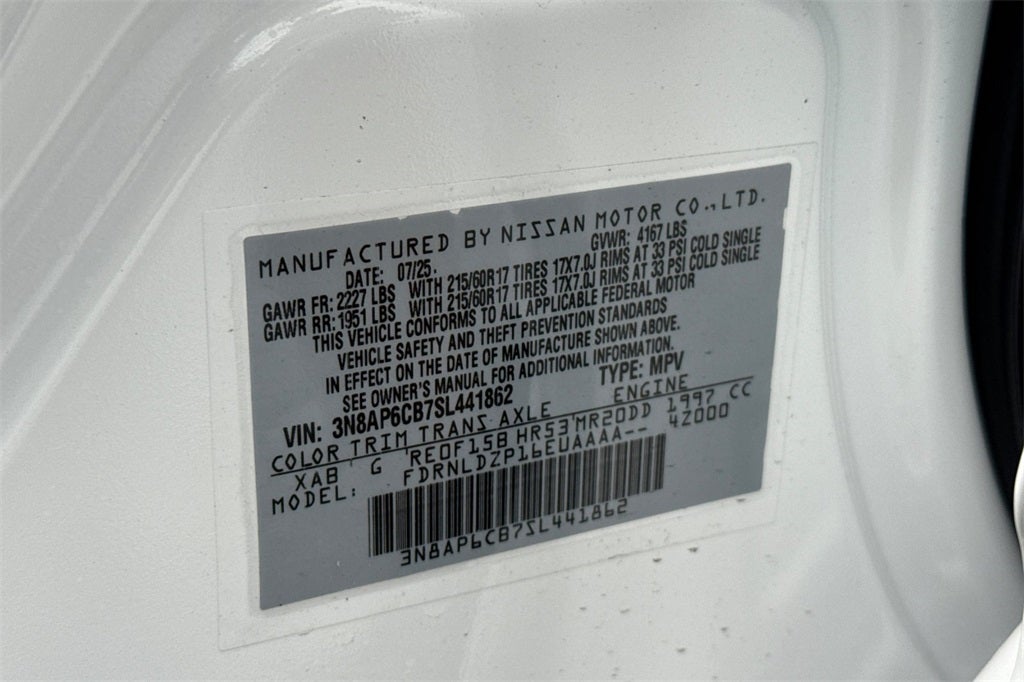 MANUFACTURED BY NISSAN MOTOR CO.,LTD.
DATE: 07/25. GVWR: 4167 LBS
GAWR FR: 2227 LBS WITH 215/60R17 TIRES 17X7.0J RIMS AT 33 PSI COLD SINGLE
GAWR RR: 1951 LBS WITH 215/60R17 TIRES 17X7.0J RIMS AT 33 PSI COLD SINGLE
THIS VEHICLE CONFORMS TO ALL APPLICABLE FEDERAL MOTOR
VEHICLE SAFETY AND THEFT PREVENTION STANDARDS
IN EFFECT ON THE DATE OF MANUFACTURE SHOWN ABOVE.
SEE OWNER'S MANUAL FOR ADDITIONAL INFORMATION.
VIN: 3N8AP6CB7SL441862 TYPE: MPV
COLOR TRIM TRANS AXLE ENGINE
XAB G RE0F15B HR53 MR20DD 1997 CC
MODEL: FDRNLDZP16EUAAAA-- 4Z000
3N8AP6CB7SL441862